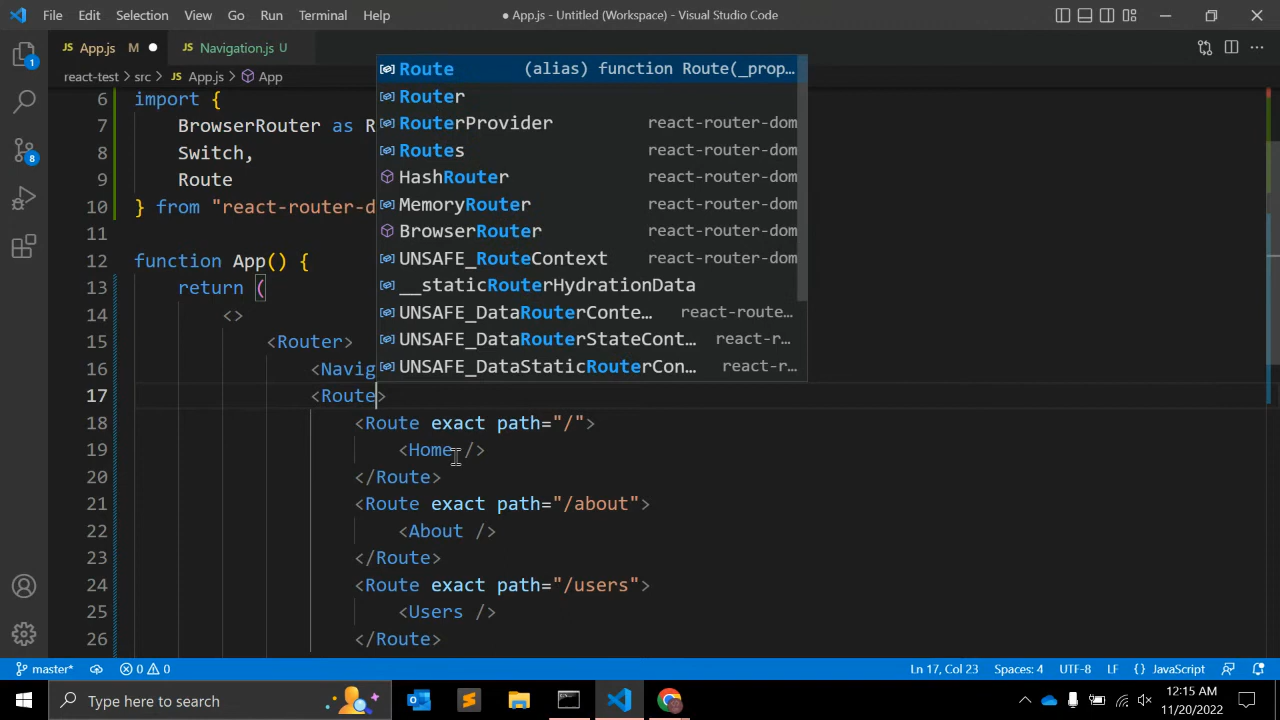 File Edit Selection View Go Run Terminal Help
● App.js - Untitled (Workspace) - Visual Studio Code
JS App.js M ●
JS Navigation.js U
react-test > src > JS App.js > App
6 import {
7 BrowserRouter as R
8 Switch,
9 Route
10 } from "react-router-d
11
12 function App() {
13 return (
14 <>
15 <Router>
16 <Navig
17 <Route>
18 <Route exact path="/">
19 <Home />
20 </Route>
21 <Route exact path="/about">
22 <About />
23 </Route>
24 <Route exact path="/users">
25 <Users />
26 </Route>
Route (alias) function Route(_prop…
Router
RouterProvider react-router-dom
Routes react-router-dom
HashRouter react-router-dom
MemoryRouter react-router-dom
BrowserRouter react-router-dom
UNSAFE_RouteContext react-router-dom
__staticRouterHydrationData
UNSAFE_DataRouterConte… react-route…
UNSAFE_DataRouterStateCont… react-r…
UNSAFE_DataStaticRouterCon… react-r…
1
8
master* 0 0
Ln 17, Col 23 Spaces: 4 UTF-8 LF {} JavaScript
Type here to search
12:15 AM
11/20/2022